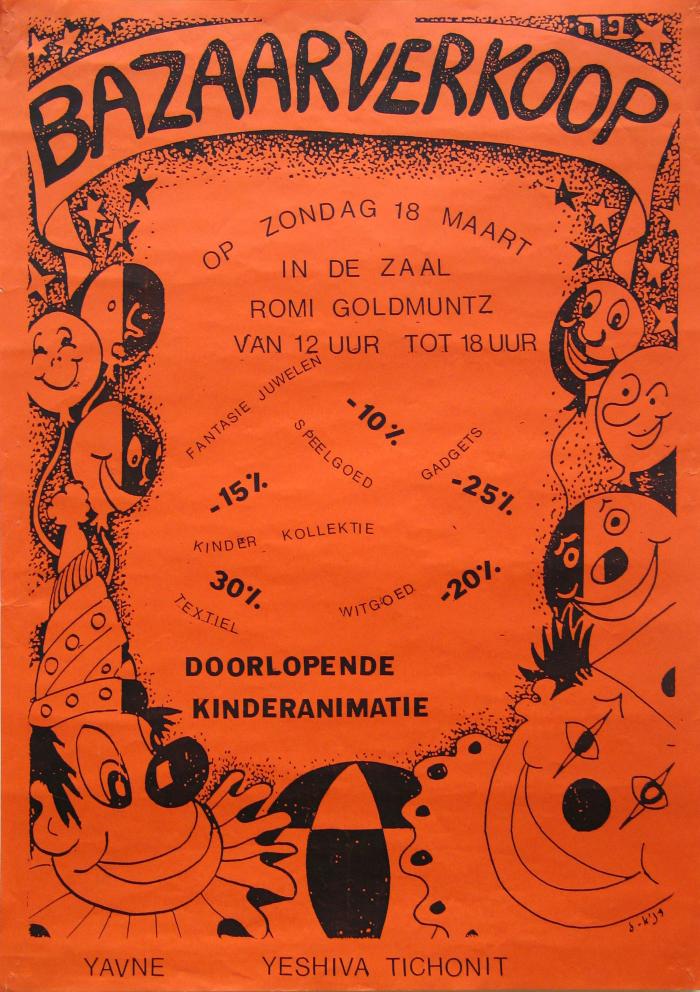 בס"ה
BAZAARVERKOOP
OP ZONDAG 18 MAART
IN DE ZAAL
ROMI GOLDMUNTZ
VAN 12 UUR TOT 18 UUR
FANTASIE JUWELEN
-10%
SPEELGOED
GADGETS
-15%
-25%
KINDER KOLLEKTIE
30%
-20%
TEXTIEL
WITGOED
DOORLOPENDE
KINDERANIMATIE
YAVNE YESHIVA TICHONIT